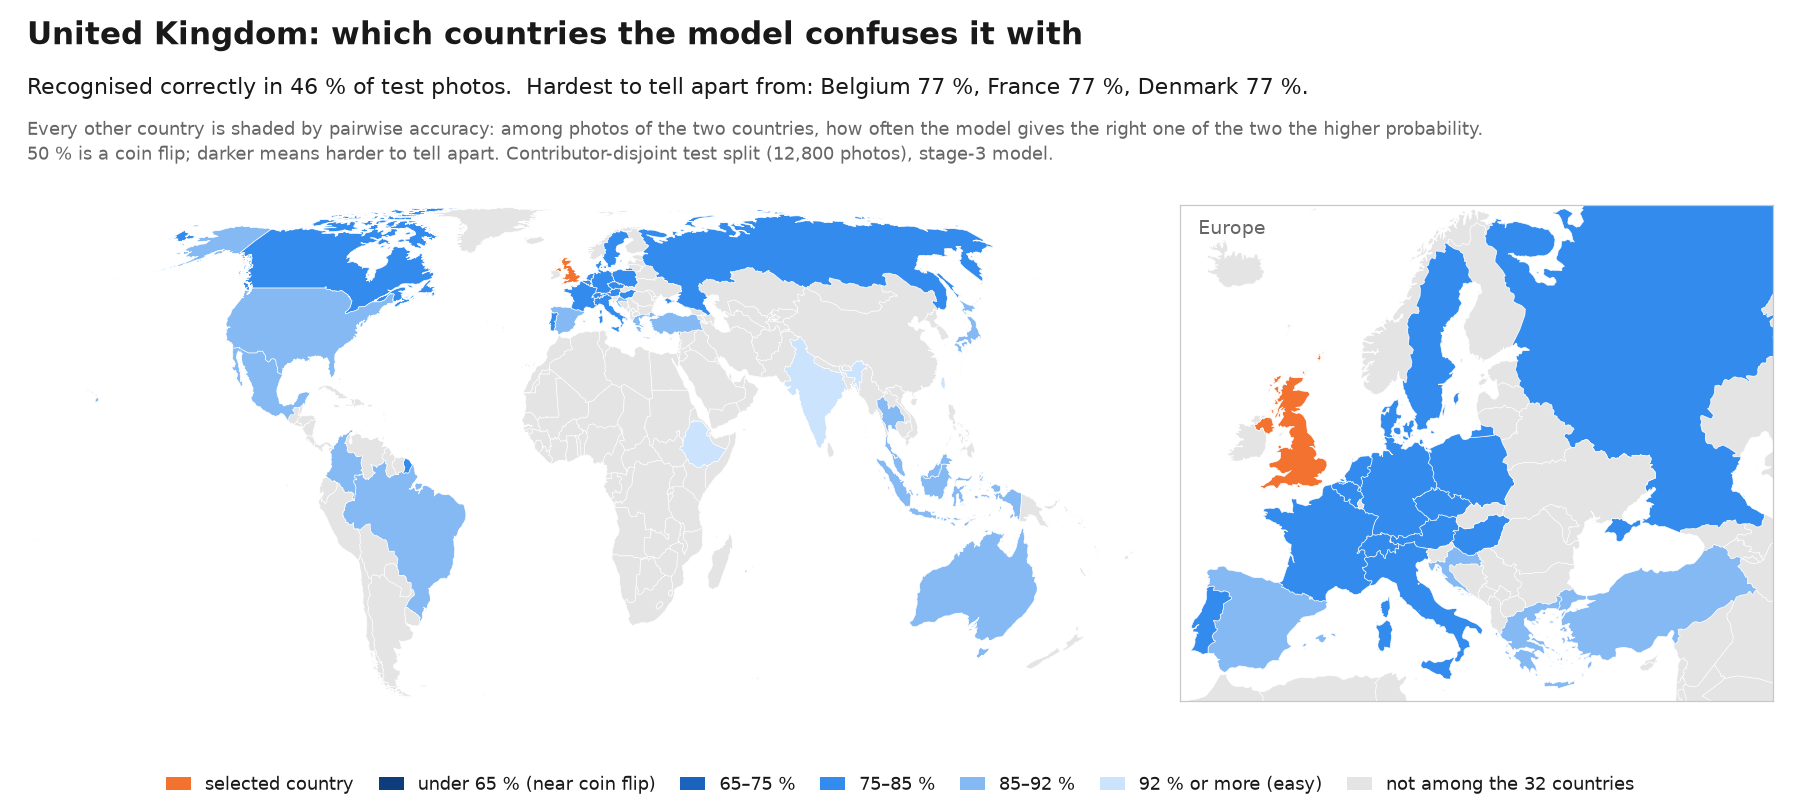 United Kingdom: which countries the model confuses it with
Recognised correctly in 46 % of test photos.  Hardest to tell apart from: Belgium 77 %, France 77 %, Denmark 77 %.
Every other country is shaded by pairwise accuracy: among photos of the two countries, how often the model gives the right one of the two the higher probability.
50 % is a coin flip; darker means harder to tell apart. Contributor-disjoint test split (12,800 photos), stage-3 model.
Europe
selected country
under 65 % (near coin flip)
65–75 %
75–85 %
85–92 %
92 % or more (easy)
not among the 32 countries